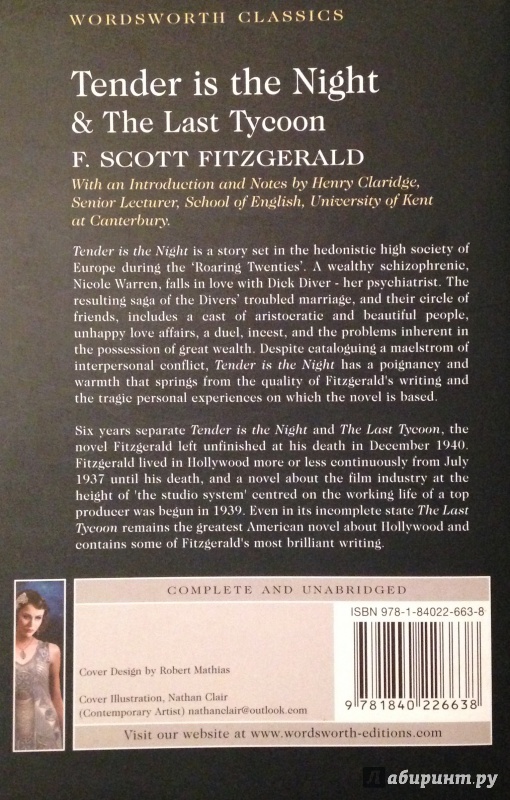 WORDSWORTH CLASSICS
Tender is the Night
& The Last Tycoon
F. SCOTT FITZGERALD
With an Introduction and Notes by Henry Claridge,
Senior Lecturer, School of English, University of Kent
at Canterbury.
Tender is the Night is a story set in the hedonistic high society of
Europe during the ‘Roaring Twenties’. A wealthy schizophrenic,
Nicole Warren, falls in love with Dick Diver - her psychiatrist. The
resulting saga of the Divers' troubled marriage, and their circle of
friends, includes a cast of aristocratic and beautiful people,
unhappy love affairs, a duel, incest, and the problems inherent in
the possession of great wealth. Despite cataloguing a maelstrom of
interpersonal conflict, Tender is the Night has a poignancy and
warmth that springs from the quality of Fitzgerald's writing and
the tragic personal experiences on which the novel is based.
Six years separate Tender is the Night and The Last Tycoon, the
novel Fitzgerald left unfinished at his death in December 1940.
Fitzgerald lived in Hollywood more or less continuously from July
1937 until his death, and a novel about the film industry at the
height of 'the studio system' centred on the working life of a top
producer was begun in 1939. Even in its incomplete state The Last
Tycoon remains the greatest American novel about Hollywood and
contains some of Fitzgerald's most brilliant writing.
COMPLETE AND UNABRIDGED
ISBN 978-1-84022-663-8
Cover Design by Robert Mathias
Cover Illustration, Nathan Clair
(Contemporary Artist) nathanclair@outlook.com
9 781840 226638
Visit our website at www.wordsworth-editions.com
Лабиринт.ру